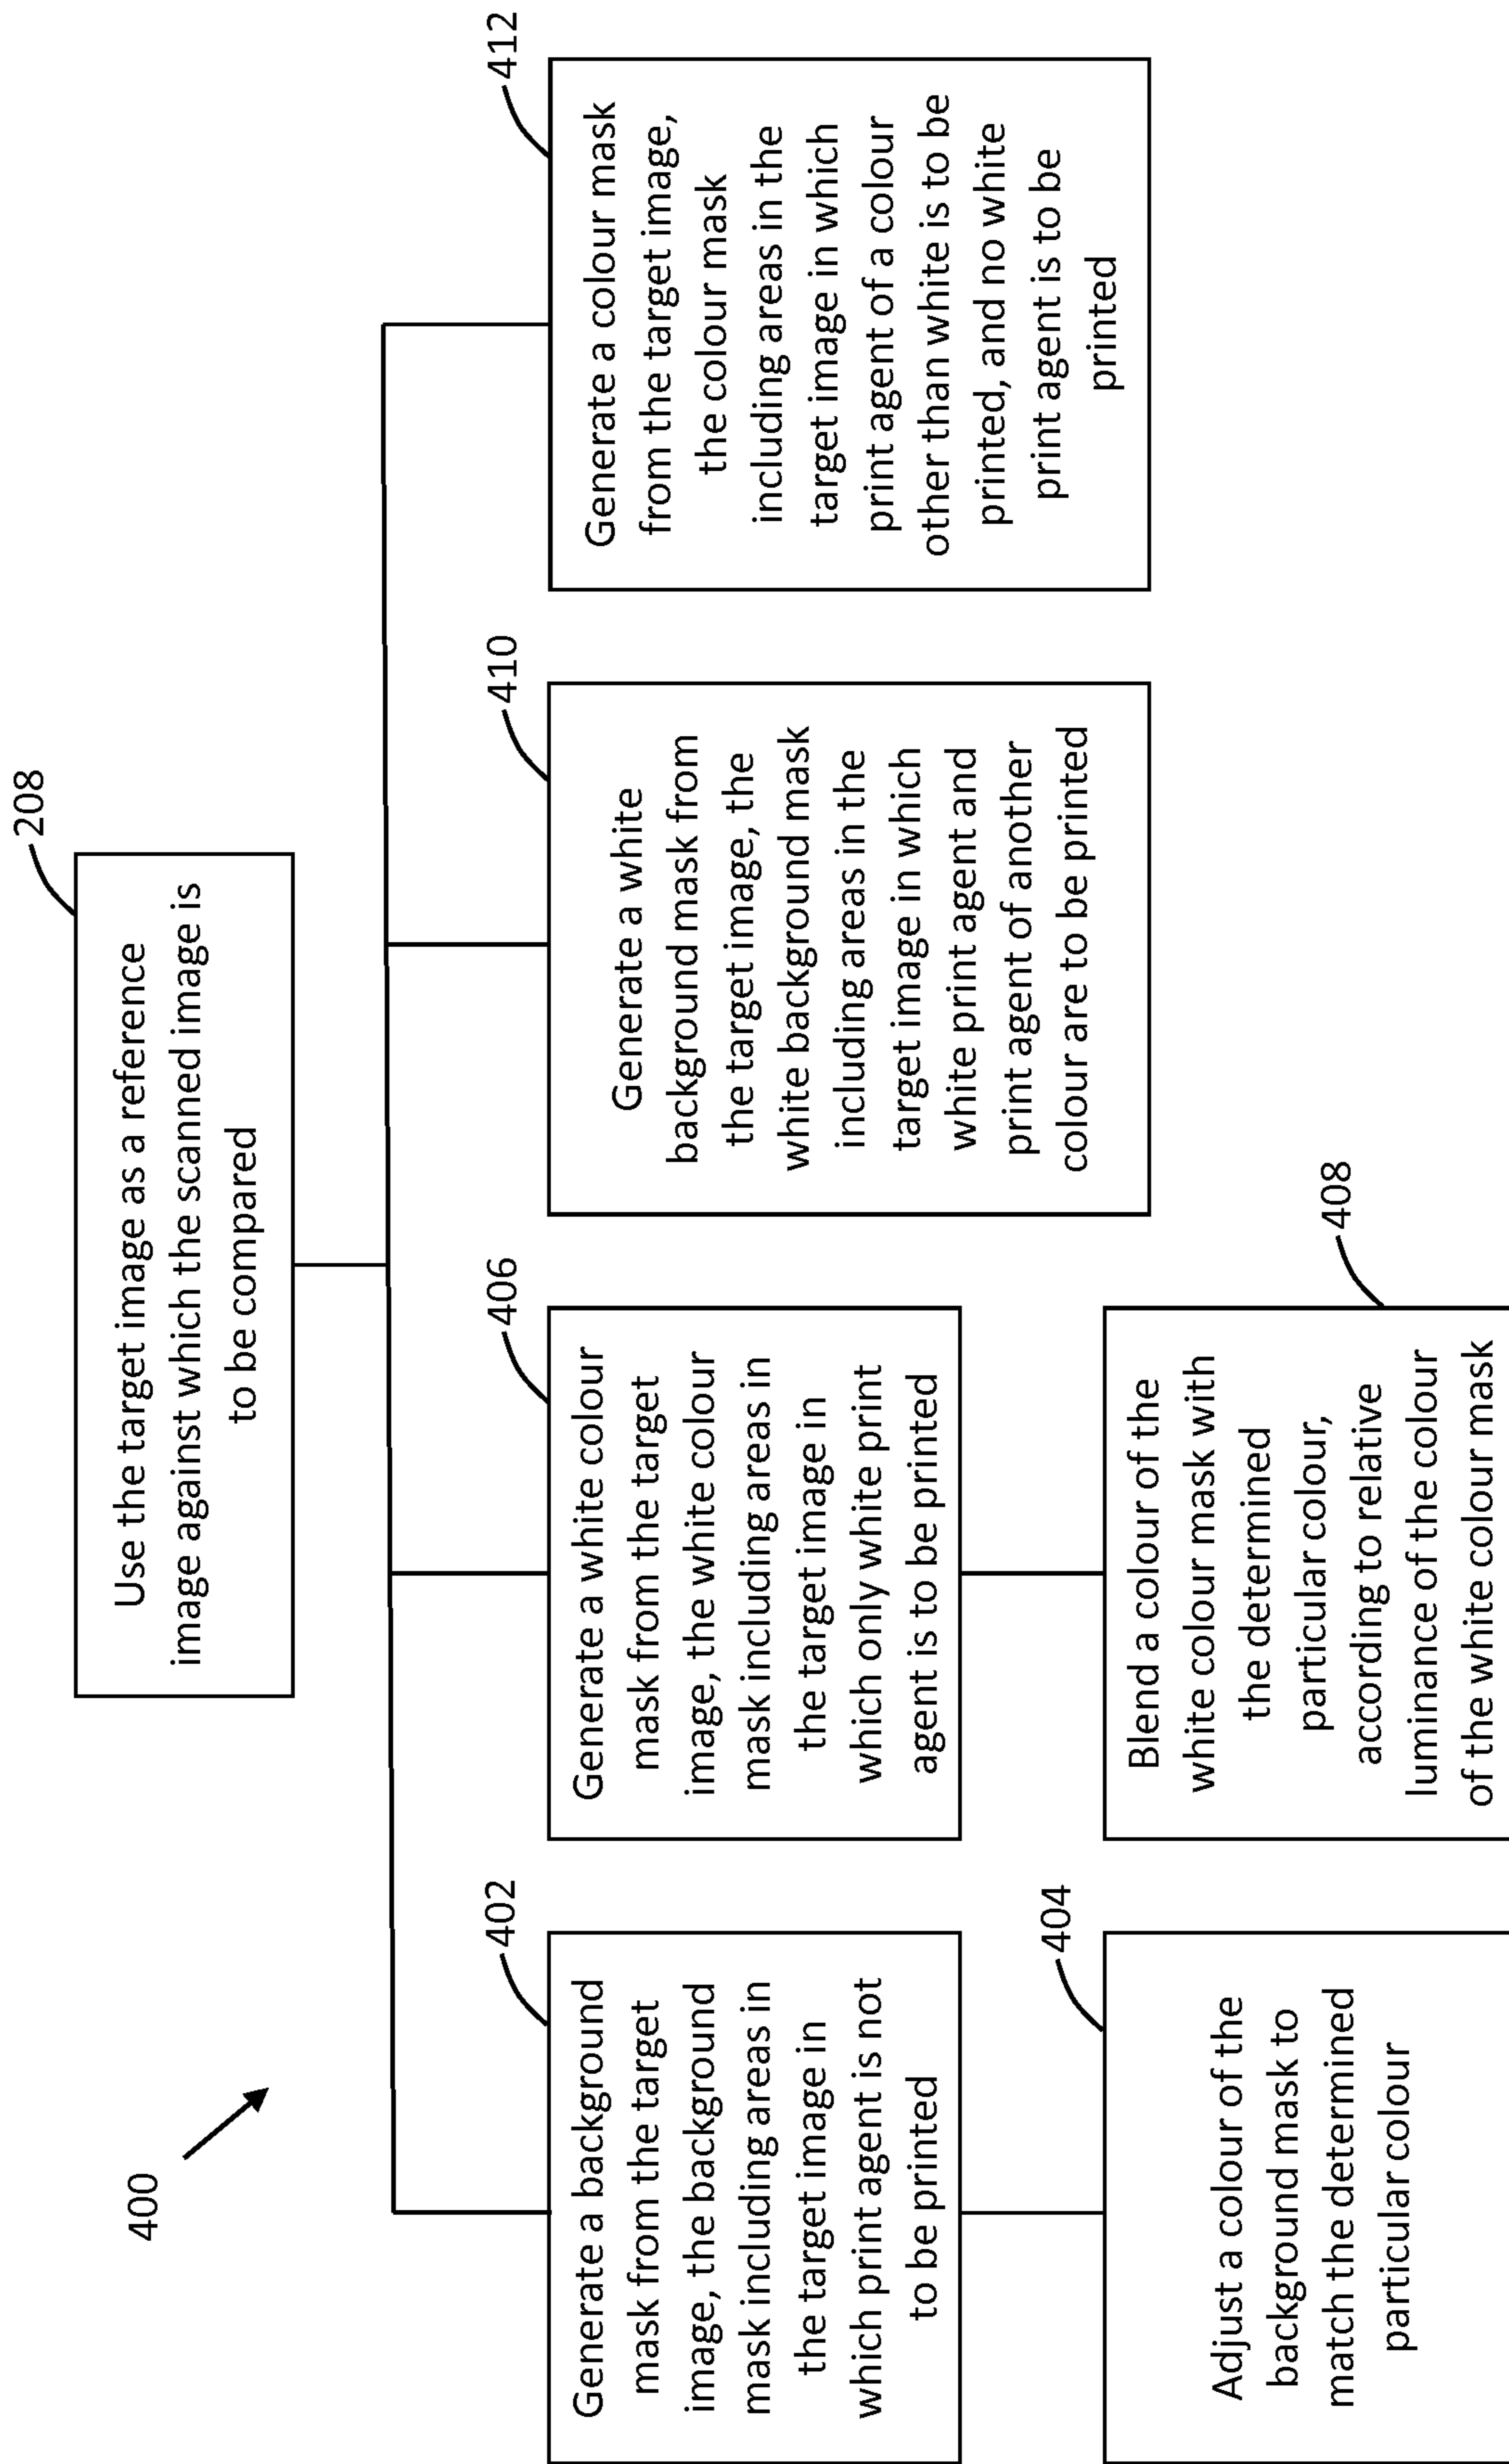 400
208
Use the target image as a reference
image against which the scanned image is
to be compared
402
Generate a background
mask from the target
image, the background
mask including areas in
the target image in
which print agent is not
to be printed
404
Adjust a colour of the
background mask to
match the determined
particular colour
406
Generate a white colour
mask from the target
image, the white colour
mask including areas in
the target image in
which only white print
agent is to be printed
408
Blend a colour of the
white colour mask with
the determined
particular colour,
according to relative
luminance of the colour
of the white colour mask
410
Generate a white
background mask from
the target image, the
white background mask
including areas in the
target image in which
white print agent and
print agent of another
colour are to be printed
412
Generate a colour mask
from the target image,
the colour mask
including areas in the
target image in which
print agent of a colour
other than white is to be
printed, and no white
print agent is to be
printed